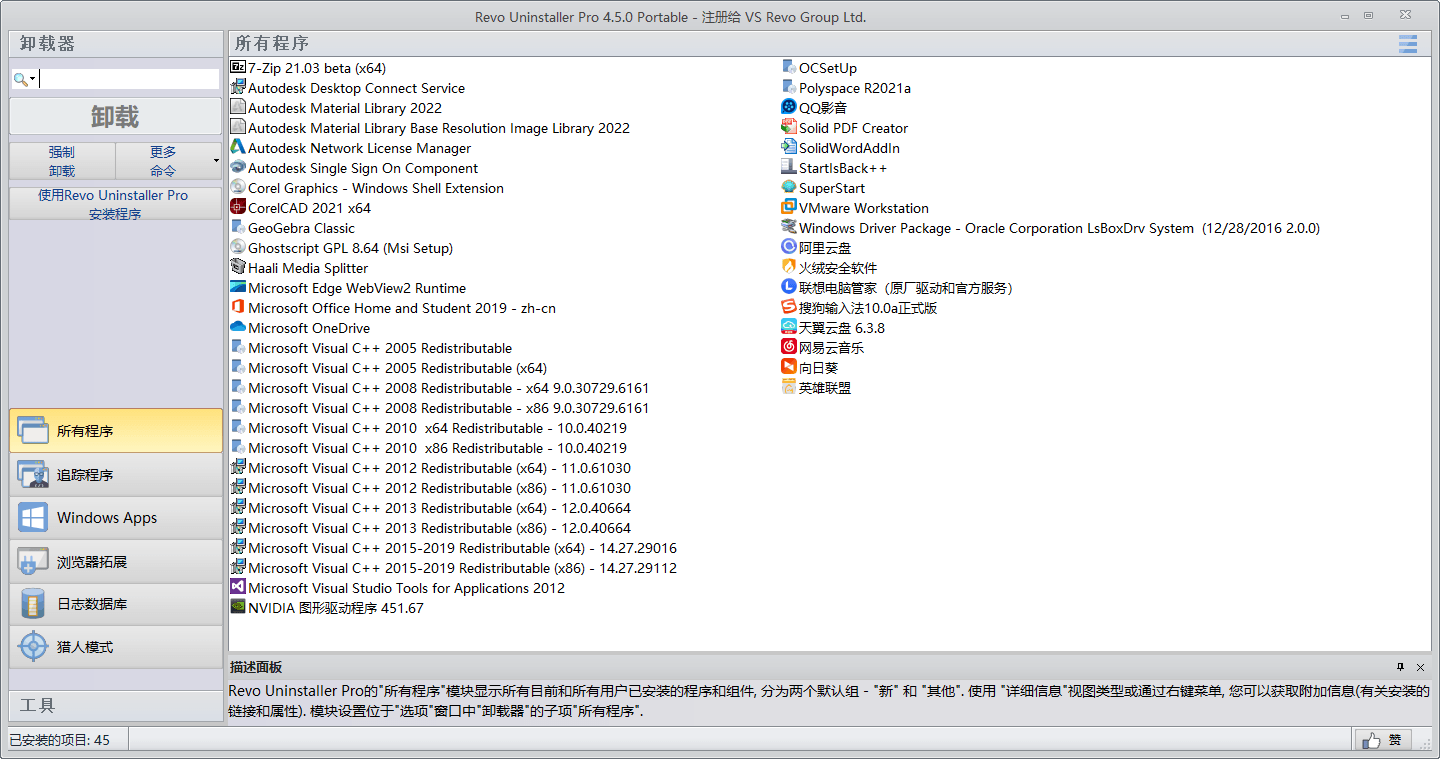 Revo Uninstaller Pro 4.5.0 Portable - 注册给 VS Revo Group Ltd.
卸载器
卸载
强制
卸载
更多
命令
使用Revo Uninstaller Pro
安装程序
所有程序
追踪程序
Windows Apps
浏览器拓展
日志数据库
猎人模式
工具
所有程序
7-Zip 21.03 beta (x64)
Autodesk Desktop Connect Service
Autodesk Material Library 2022
Autodesk Material Library Base Resolution Image Library 2022
Autodesk Network License Manager
Autodesk Single Sign On Component
Corel Graphics - Windows Shell Extension
CorelCAD 2021 x64
GeoGebra Classic
Ghostscript GPL 8.64 (Msi Setup)
Haali Media Splitter
Microsoft Edge WebView2 Runtime
Microsoft Office Home and Student 2019 - zh-cn
Microsoft OneDrive
Microsoft Visual C++ 2005 Redistributable
Microsoft Visual C++ 2005 Redistributable (x64)
Microsoft Visual C++ 2008 Redistributable - x64 9.0.30729.6161
Microsoft Visual C++ 2008 Redistributable - x86 9.0.30729.6161
Microsoft Visual C++ 2010  x64 Redistributable - 10.0.40219
Microsoft Visual C++ 2010  x86 Redistributable - 10.0.40219
Microsoft Visual C++ 2012 Redistributable (x64) - 11.0.61030
Microsoft Visual C++ 2012 Redistributable (x86) - 11.0.61030
Microsoft Visual C++ 2013 Redistributable (x64) - 12.0.40664
Microsoft Visual C++ 2013 Redistributable (x86) - 12.0.40664
Microsoft Visual C++ 2015-2019 Redistributable (x64) - 14.27.29016
Microsoft Visual C++ 2015-2019 Redistributable (x86) - 14.27.29112
Microsoft Visual Studio Tools for Applications 2012
NVIDIA 图形驱动程序 451.67
OCSetUp
Polyspace R2021a
QQ影音
Solid PDF Creator
SolidWordAddIn
StartIsBack++
SuperStart
VMware Workstation
Windows Driver Package - Oracle Corporation LsBoxDrv System  (12/28/2016 2.0.0)
阿里云盘
火绒安全软件
联想电脑管家（原厂驱动和官方服务）
搜狗输入法10.0a正式版
天翼云盘 6.3.8
网易云音乐
向日葵
英雄联盟
描述面板
Revo Uninstaller Pro的"所有程序"模块显示所有目前和所有用户已安装的程序和组件, 分为两个默认组 - "新" 和 "其他". 使用 "详细信息"视图类型或通过右键菜单, 您可以获取附加信息(有关安装的
链接和属性). 模块设置位于"选项"窗口中"卸载器"的子项"所有程序".
已安装的项目: 45
赞